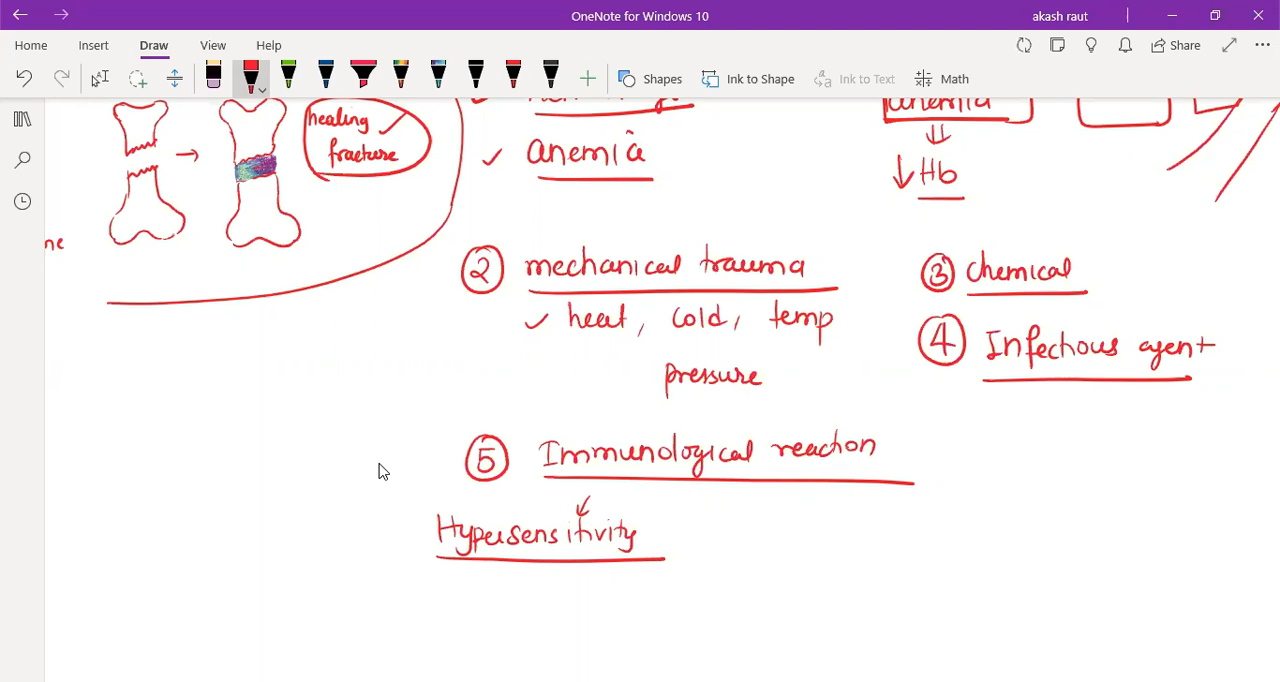 OneNote for Windows 10
akash raut
Home Insert Draw View Help
Share
Shapes Ink to Shape Ink to Text Math
healing
fracture
anemia
anemia
↓ Hb
② mechanical trauma
✓ heat, cold, temp
pressure
③ chemical
④ Infectious agent
⑤ Immunological reaction
Hypersensitivity